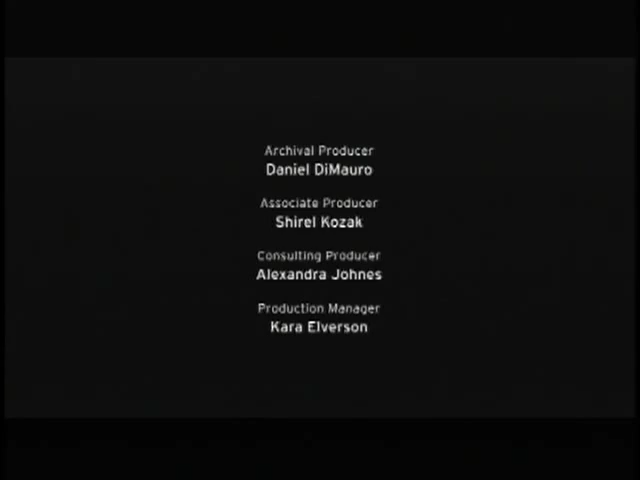 Archival Producer
Daniel DiMauro
Associate Producer
Shirel Kozak
Consulting Producer
Alexandra Johnes
Production Manager
Kara Elverson